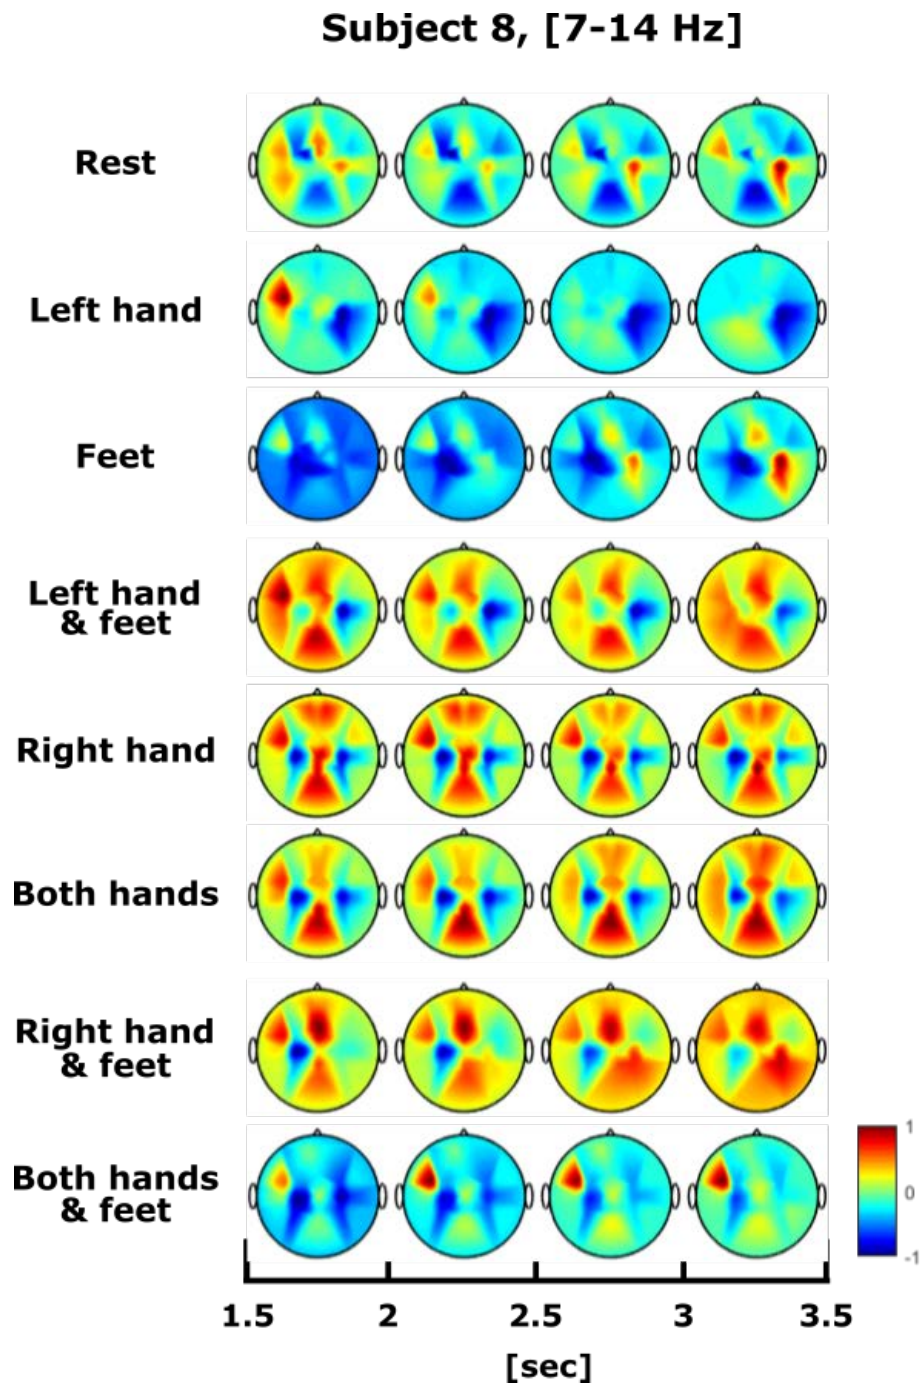 Subject 8, [7-14 Hz]
Rest
Left hand
Feet
Left hand
& feet
Right hand
Both hands
Right hand
& feet
Both hands
& feet
1
0
-1
1.5 2 2.5 3 3.5
[sec]